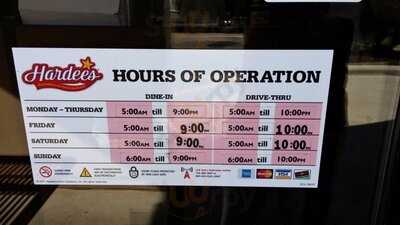 Hardee's
HOURS OF OPERATION
DINE-IN DRIVE-THRU
MONDAY – THURSDAY 5:00AM till 9:00PM 5:00AM till 10:00PM
FRIDAY 5:00AM till 9:00PM 5:00AM till 10:00PM
SATURDAY 5:00AM till 9:00PM 5:00AM till 10:00PM
SUNDAY 6:00AM till 9:00PM 6:00AM till 10:00PM